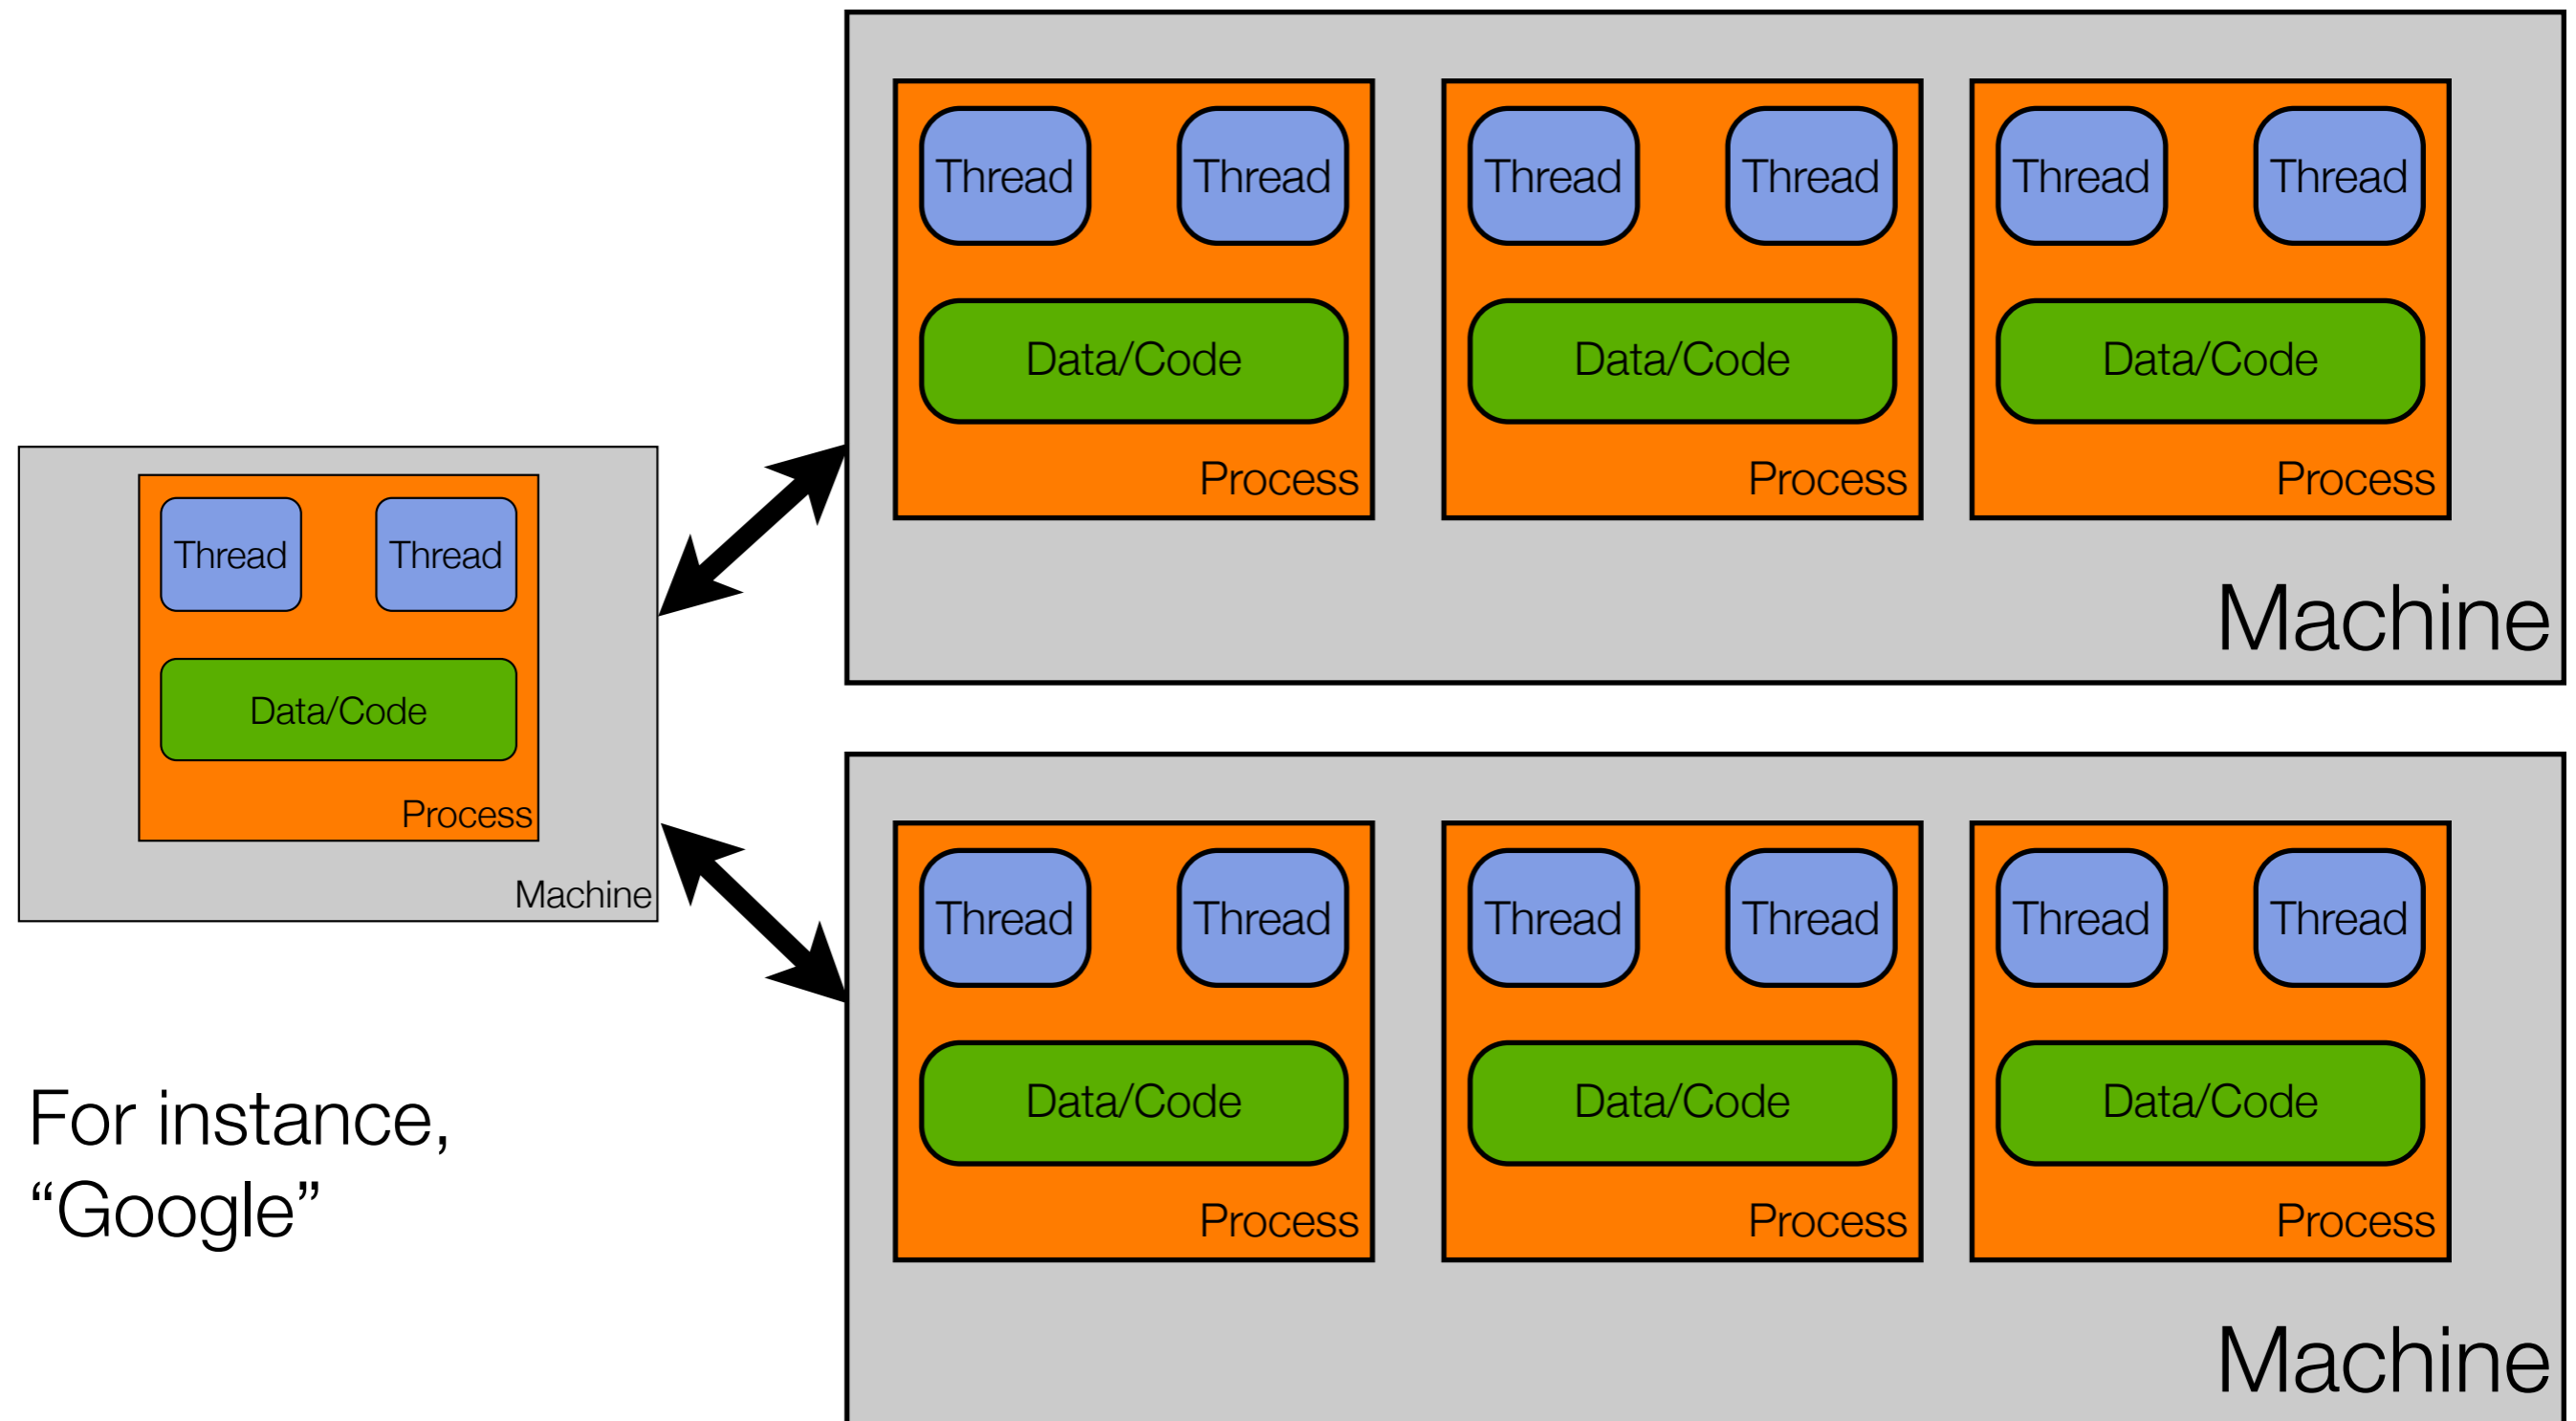 Thread Thread
Data/Code
Process
Machine
For instance,
“Google”
Thread Thread Thread Thread Thread Thread
Data/Code Data/Code Data/Code
Process Process Process
Machine
Thread Thread Thread Thread Thread Thread
Data/Code Data/Code Data/Code
Process Process Process
Machine